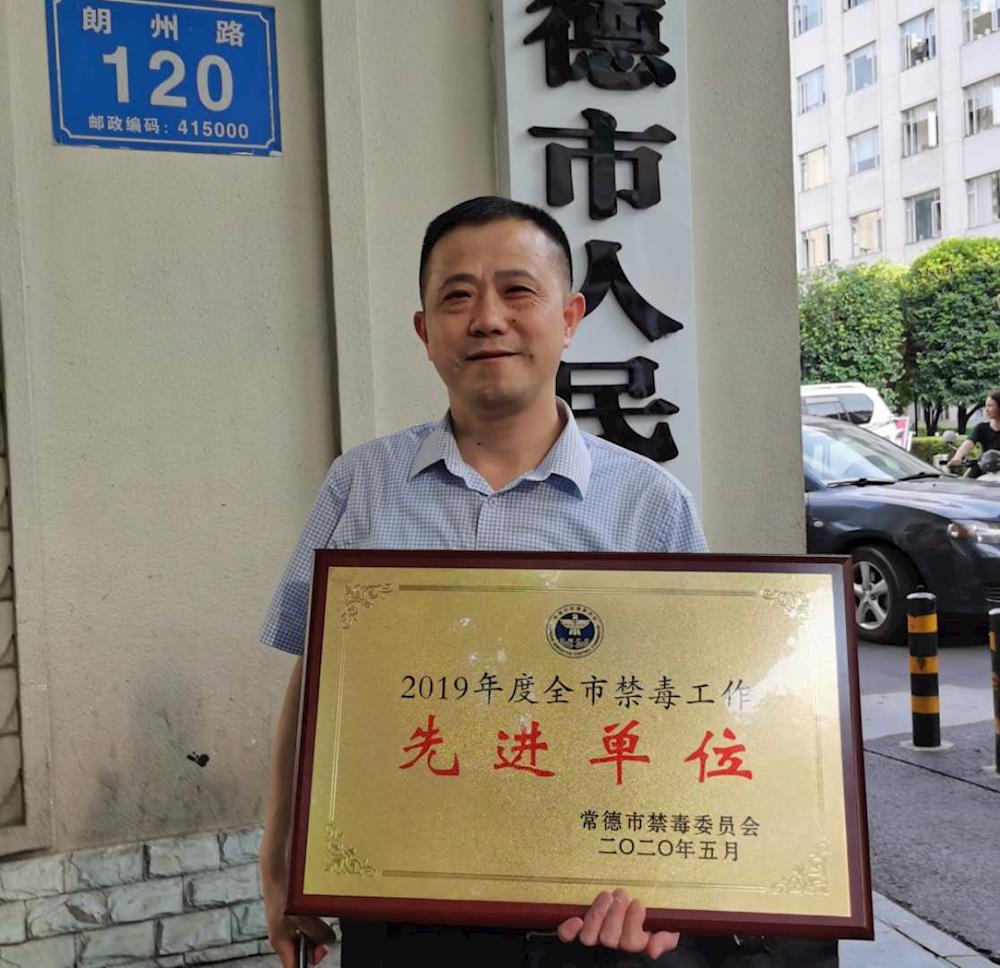 朗州路
120
邮政编码：415000
德市人民
2019年度全市禁毒工作
先进单位
常德市禁毒委员会
二〇二〇年五月